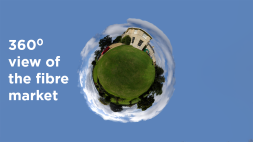 360⁰
view of
the fibre
market